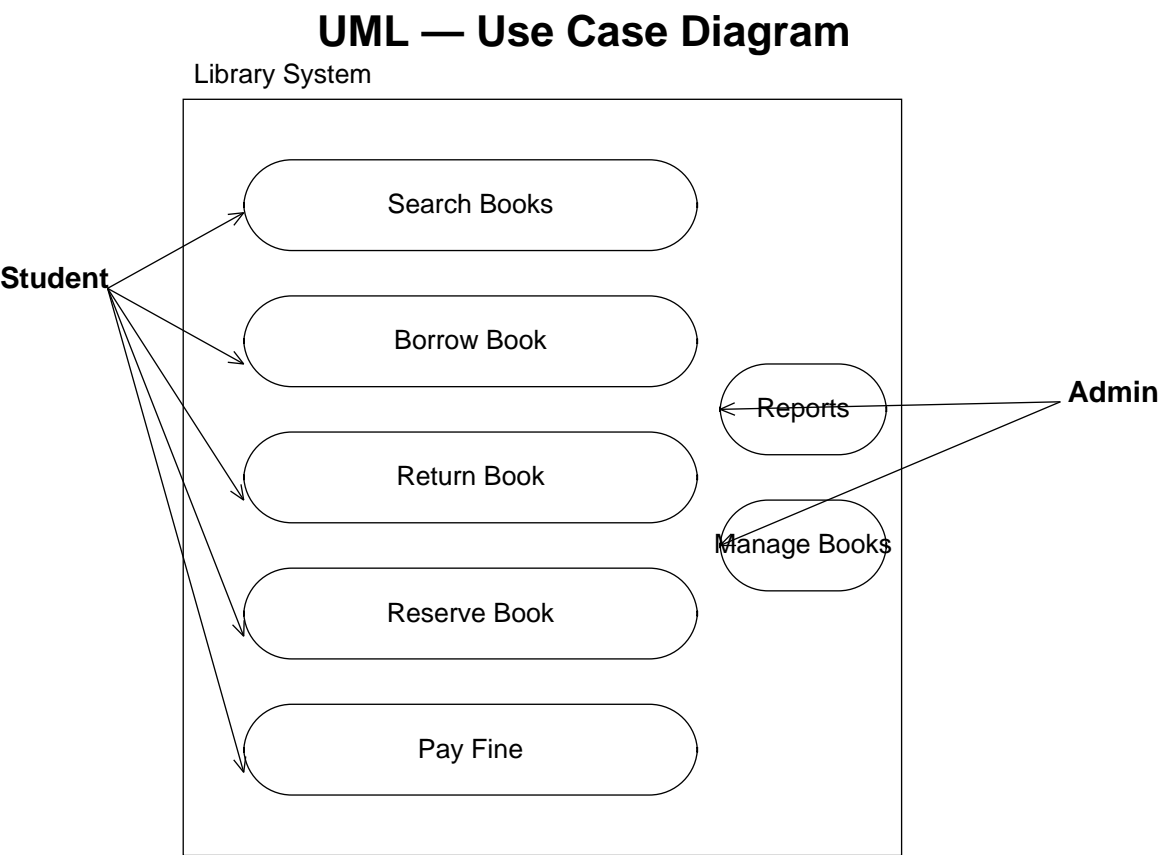 UML — Use Case Diagram
Library System
Search Books
Student
Borrow Book
Reports
Admin
Return Book
Manage Books
Reserve Book
Pay Fine